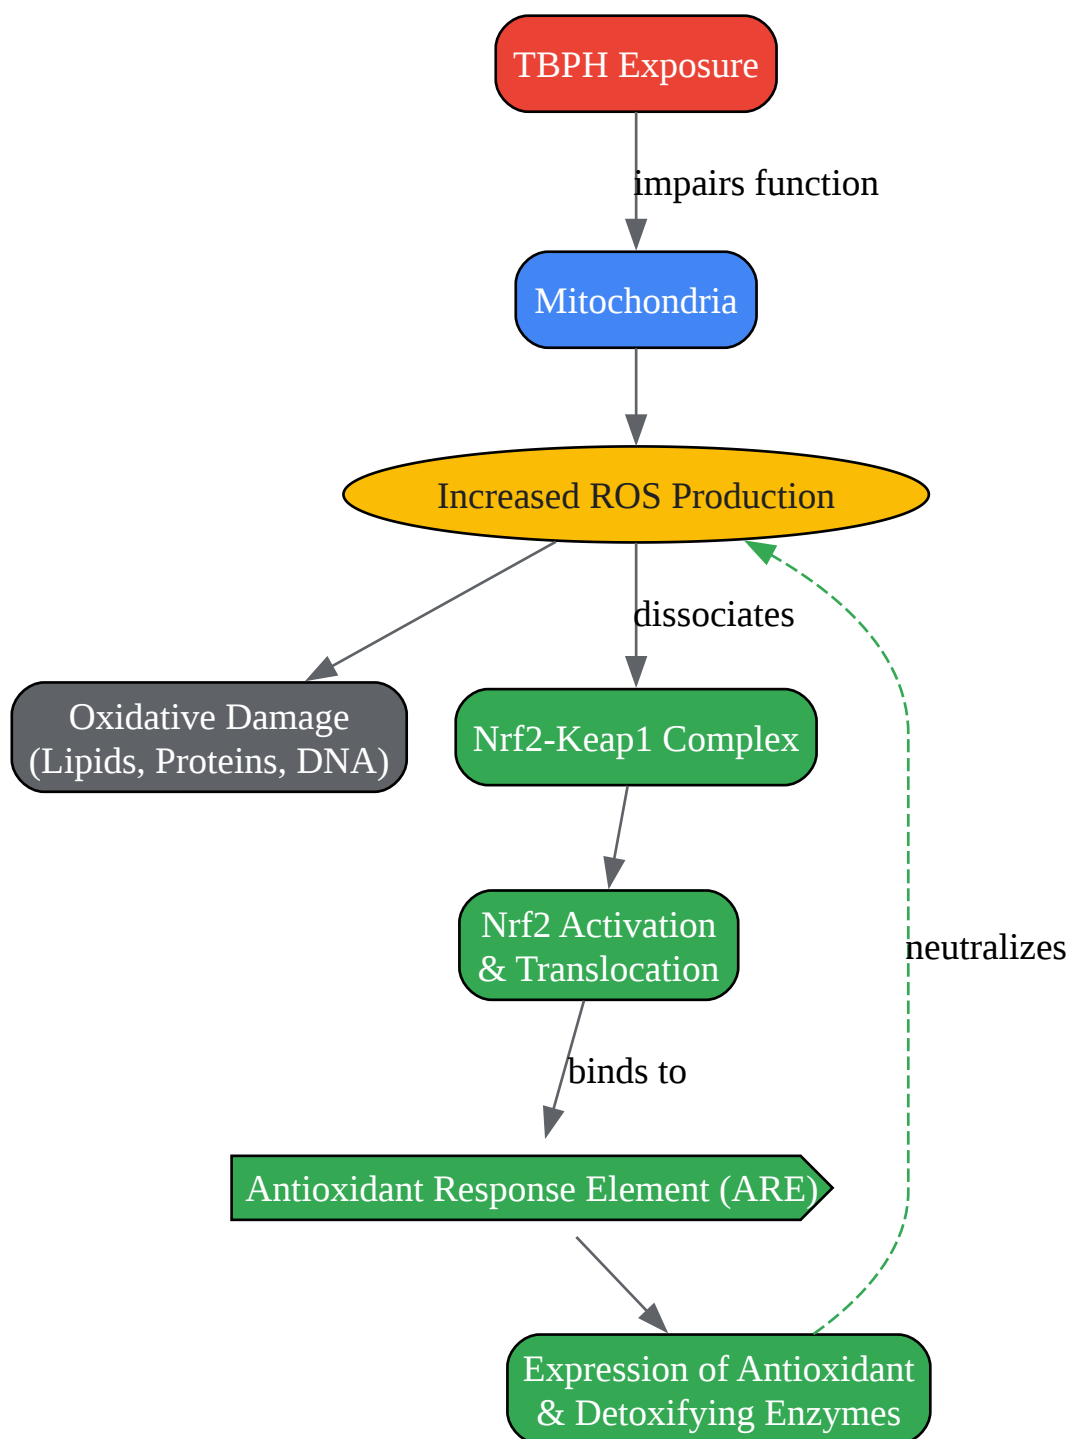 TBPH Exposure
impairs function
Mitochondria
Increased ROS Production
dissociates
Oxidative Damage
(Lipids, Proteins, DNA)
Nrf2-Keap1 Complex
Nrf2 Activation
& Translocation
neutralizes
binds to
Antioxidant Response Element (ARE)
Expression of Antioxidant
& Detoxifying Enzymes